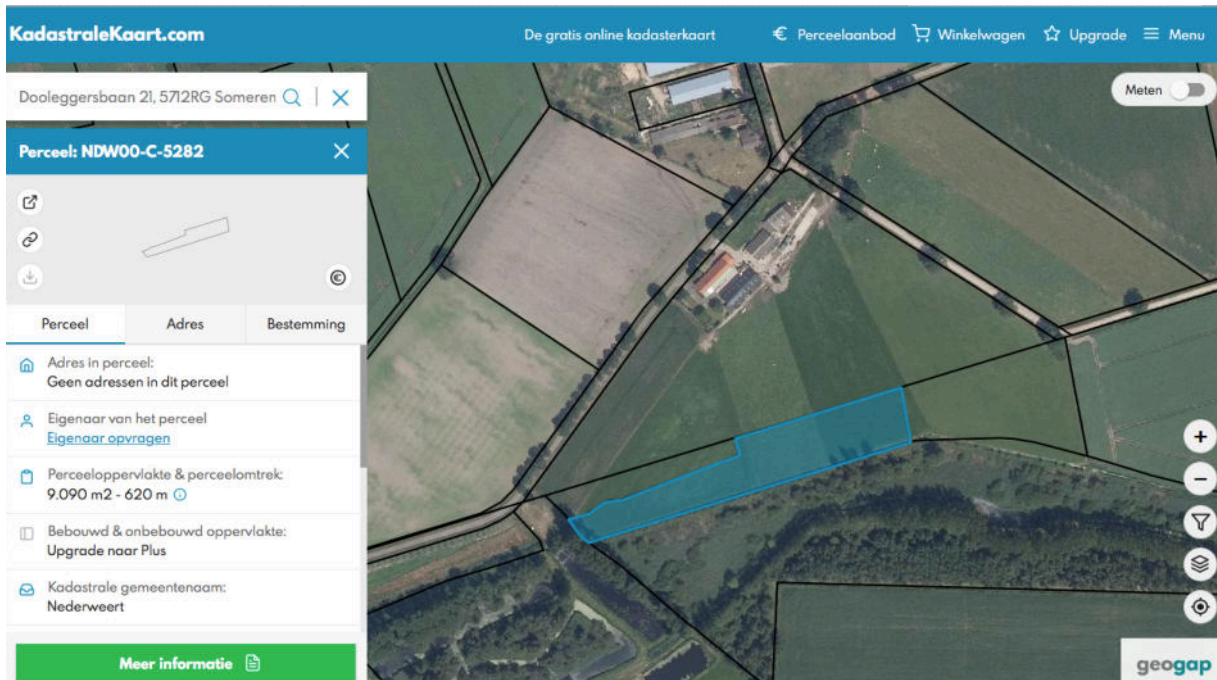 KadastraleKaart.com
De gratis online kadasterkaart
€ Perceelaanbod
Winkelwagen
Upgrade
Menu
Dooleggersbaan 21, 5712RG Someren
Meten
Perceel: NDW00-C-5282
Perceel
Adres
Bestemming
Adres in perceel:
Geen adressen in dit perceel
Eigenaar van het perceel
Eigenaar opvragen
Perceeloppervlakte & perceelomtrek:
9.090 m2 - 620 m
Bebouwd & onbebouwd oppervlakte:
Upgrade naar Plus
Kadastrale gemeentenaam:
Nederweert
Meer informatie
geogap